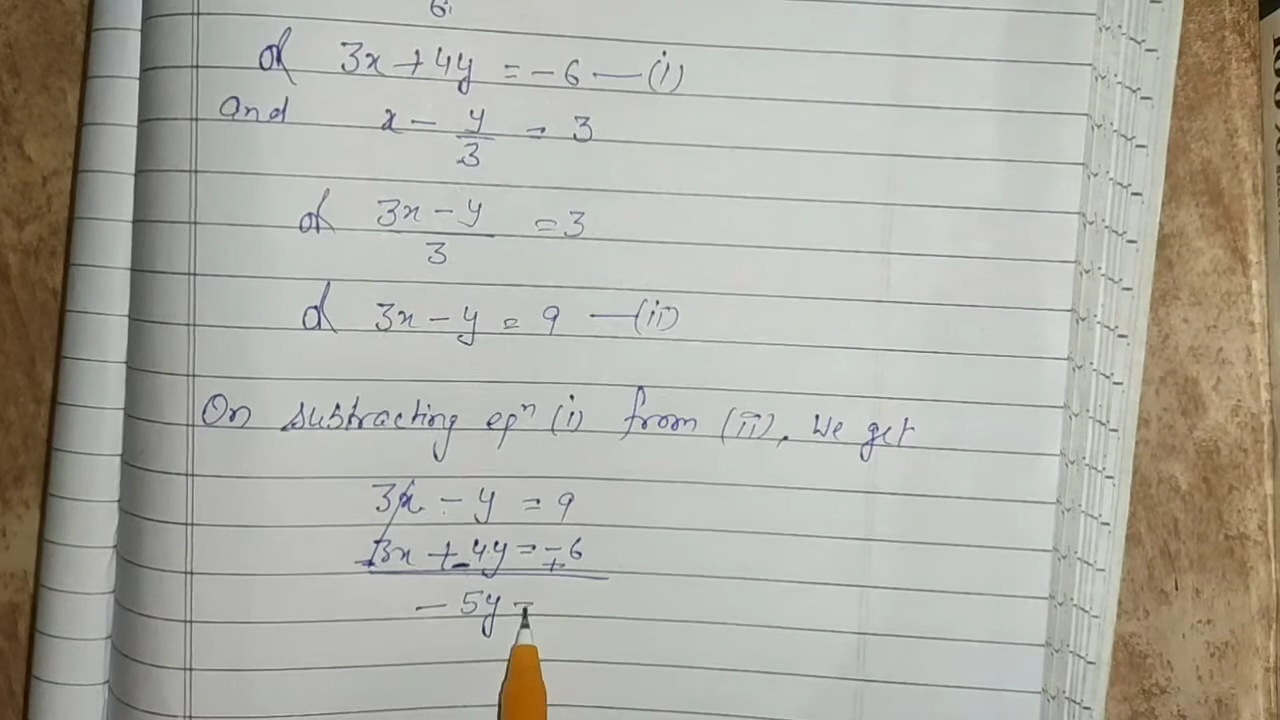 6
or 3x + 4y = -6 — (i)
and x - y/3 = 3
or 3x - y / 3 = 3
or 3x - y = 9 — (ii)
On subtracting eqn (i) from (ii), we get
3x - y = 9
3x + 4y = -6
- - +
- 5y =